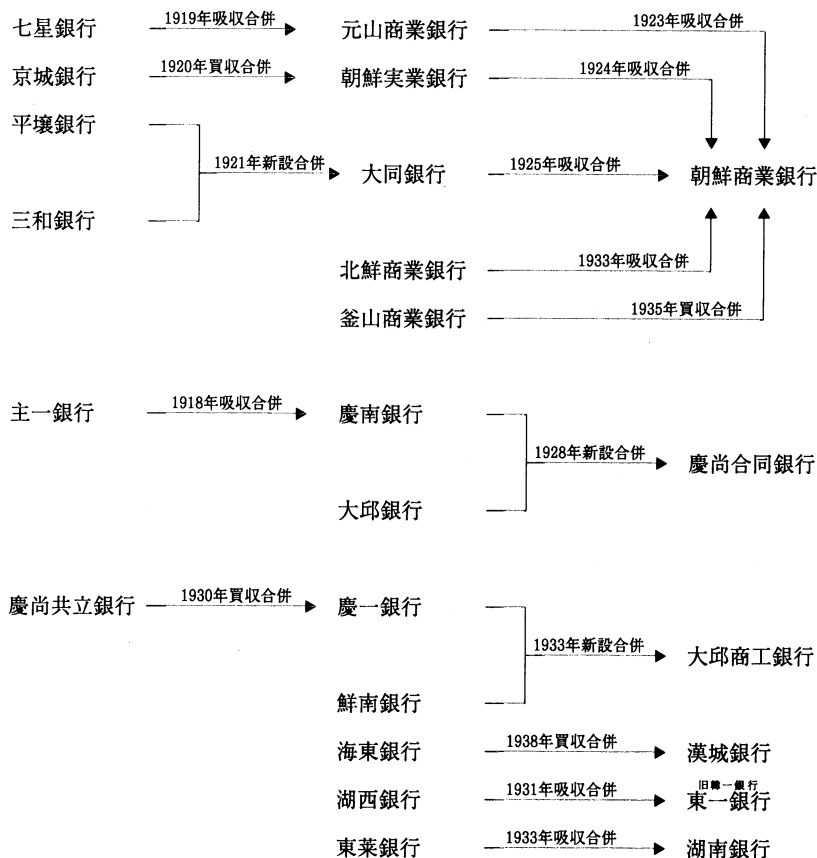 七星銀行 1919年吸収合併 元山商業銀行 1923年吸収合併
京城銀行 1920年買収合併 朝鮮実業銀行 1924年吸収合併
平壌銀行
1921年新設合併 大同銀行 1925年吸収合併 朝鮮商業銀行
三和銀行
北鮮商業銀行 1933年吸収合併
釜山商業銀行 1935年買収合併
主一銀行 1918年吸収合併 慶南銀行
1928年新設合併 慶尚合同銀行
大邱銀行
慶尚共立銀行 1930年買収合併 慶一銀行
1933年新設合併 大邱商工銀行
鮮南銀行
海東銀行 1938年買収合併 漢城銀行
旧韓一銀行
湖西銀行 1931年吸収合併 東一銀行
東莱銀行 1933年吸収合併 湖南銀行